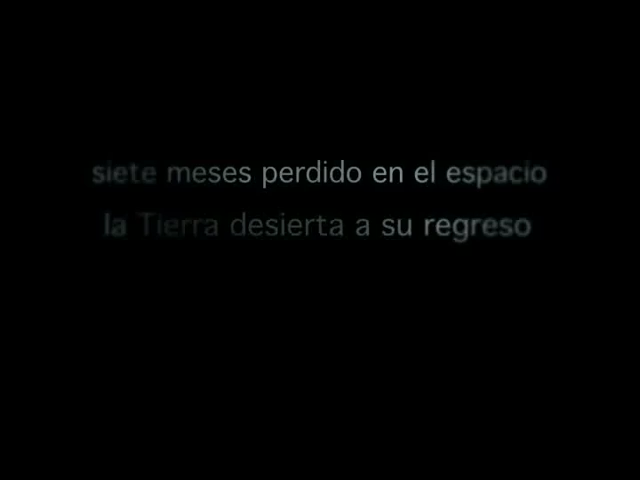 siete meses perdido en el espacio
la Tierra desierta a su regreso